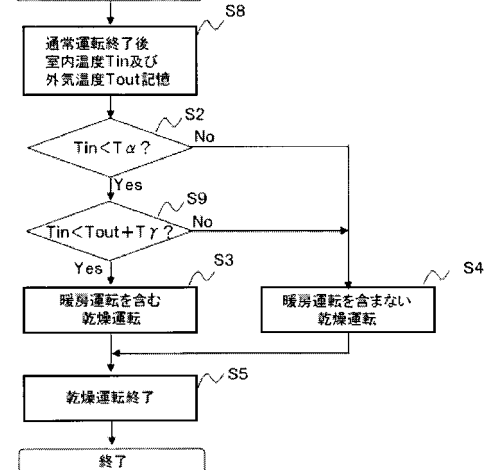 S8
通常運転終了後
室内温度Tin及び
外気温度Tout記憶
S2
Tin<Tα?
No
Yes
S9
Tin<Tout+Tγ?
No
Yes
S3
S4
暖房運転を含む
乾燥運転
暖房運転を含まない
乾燥運転
S5
乾燥運転終了
終了